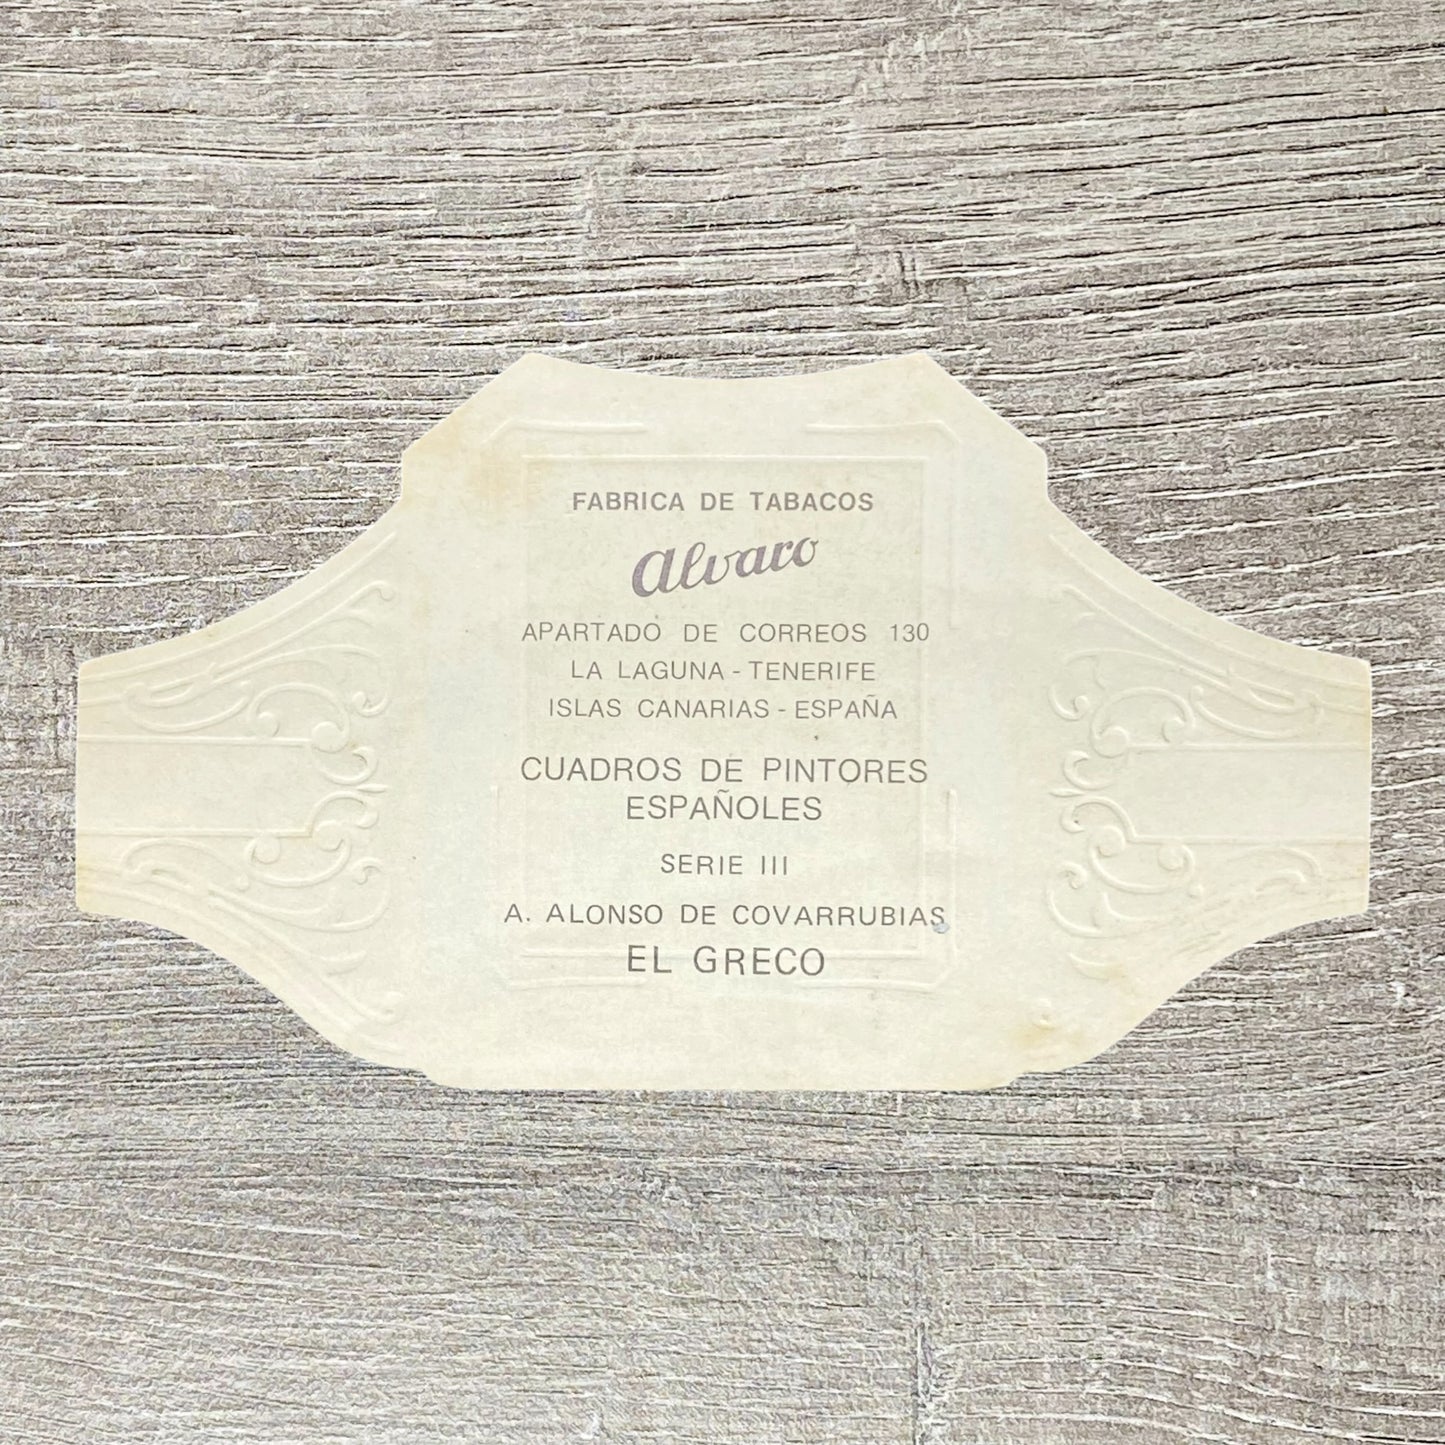 FABRICA DE TABACOS
Alvaro
APARTADO DE CORREOS 130
LA LAGUNA - TENERIFE
ISLAS CANARIAS - ESPAÑA
CUADROS DE PINTORES
ESPAÑOLES
SERIE III
A. ALONSO DE COVARRUBIAS
EL GRECO